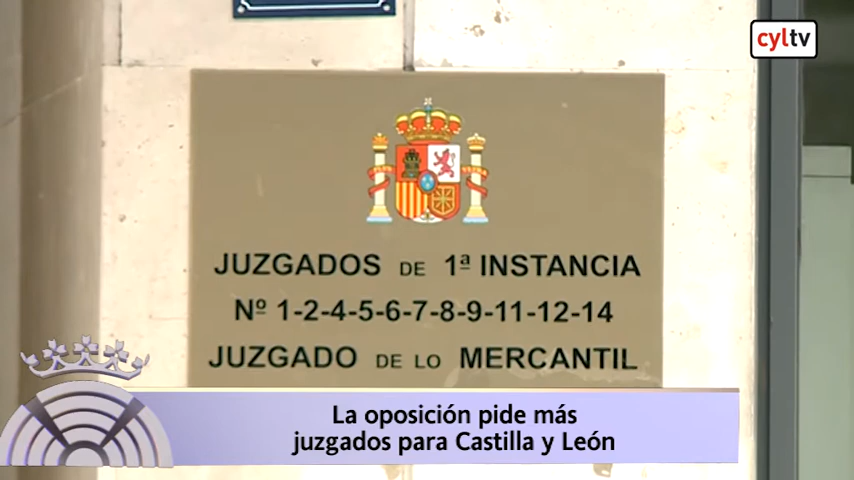 cyltv
JUZGADOS DE 1ª INSTANCIA
Nº 1-2-4-5-6-7-8-9-11-12-14
JUZGADO DE LO MERCANTIL
La oposición pide más
juzgados para Castilla y León